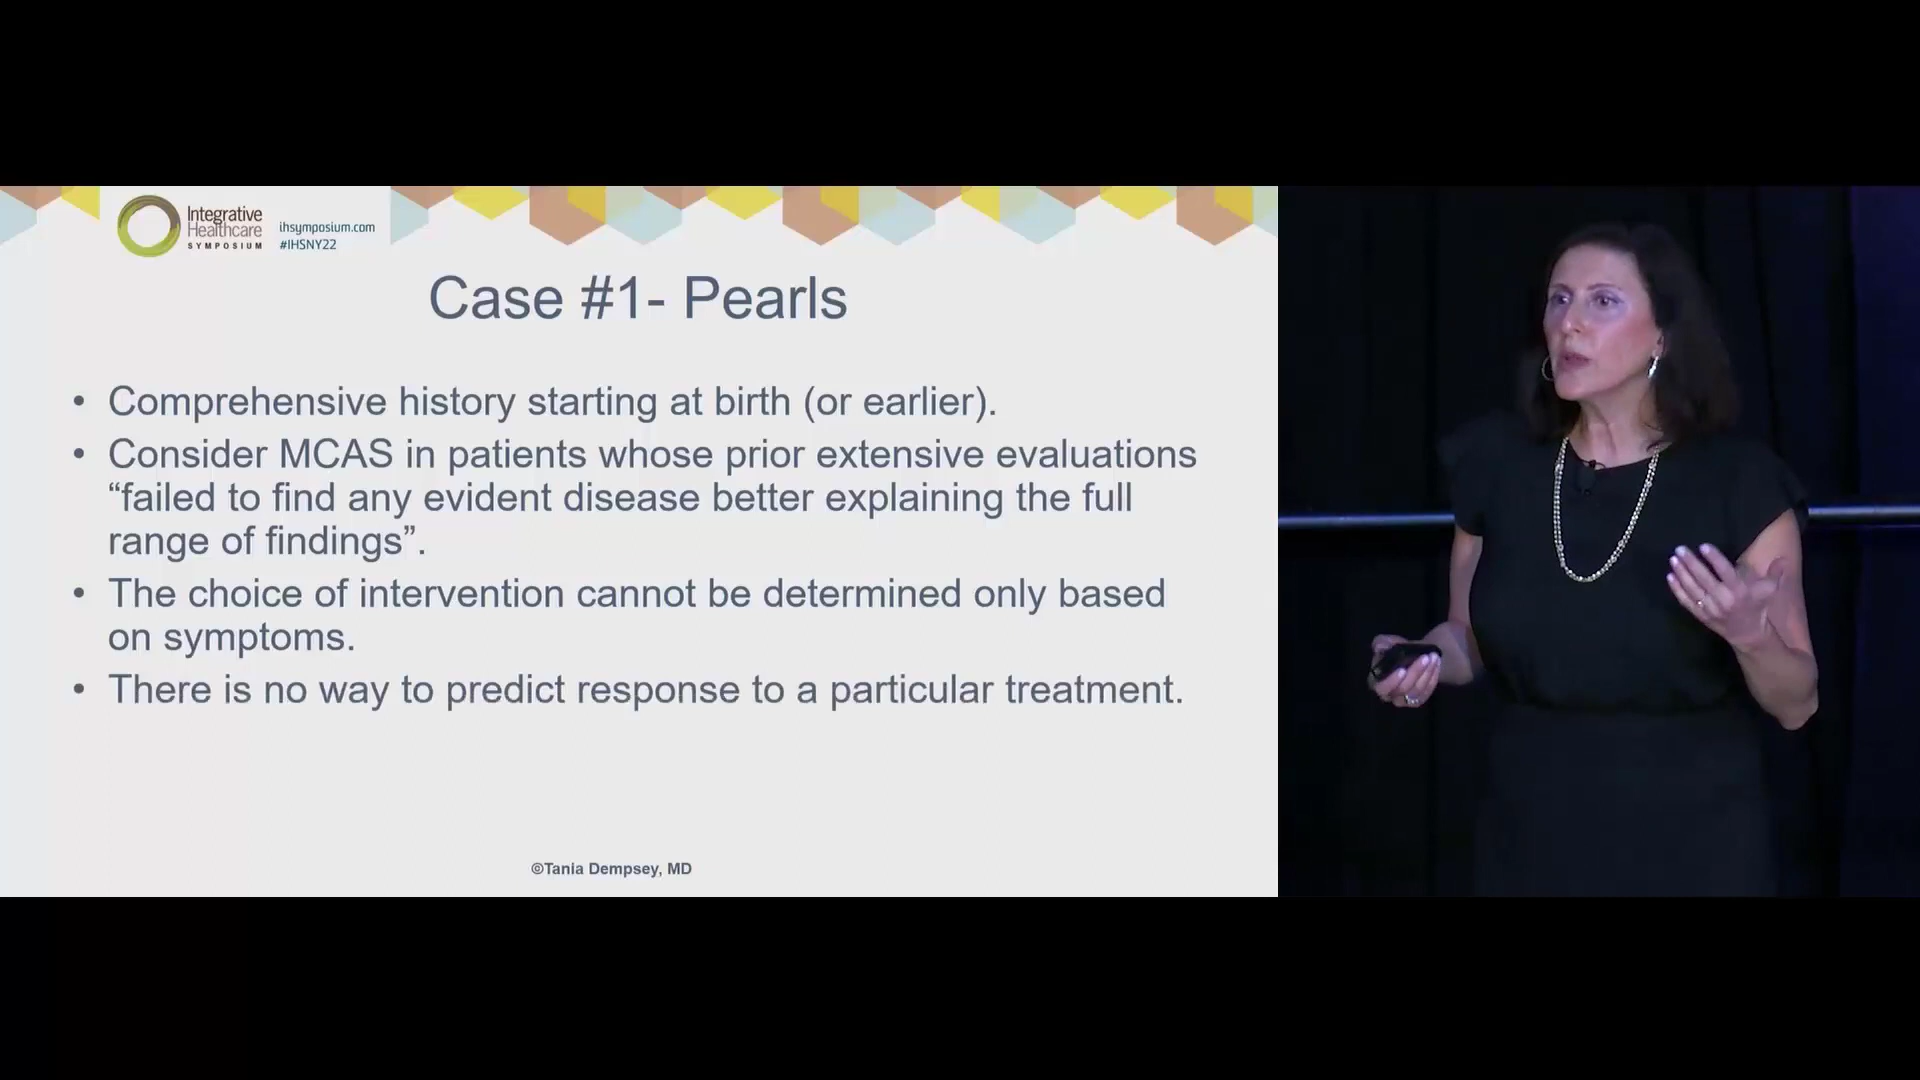 Integrative
Healthcare
SYMPOSIUM
ihsymposium.com
#IHSNY22
Case #1- Pearls
• Comprehensive history starting at birth (or earlier).
• Consider MCAS in patients whose prior extensive evaluations
“failed to find any evident disease better explaining the full
range of findings”.
• The choice of intervention cannot be determined only based
on symptoms.
• There is no way to predict response to a particular treatment.
©Tania Dempsey, MD